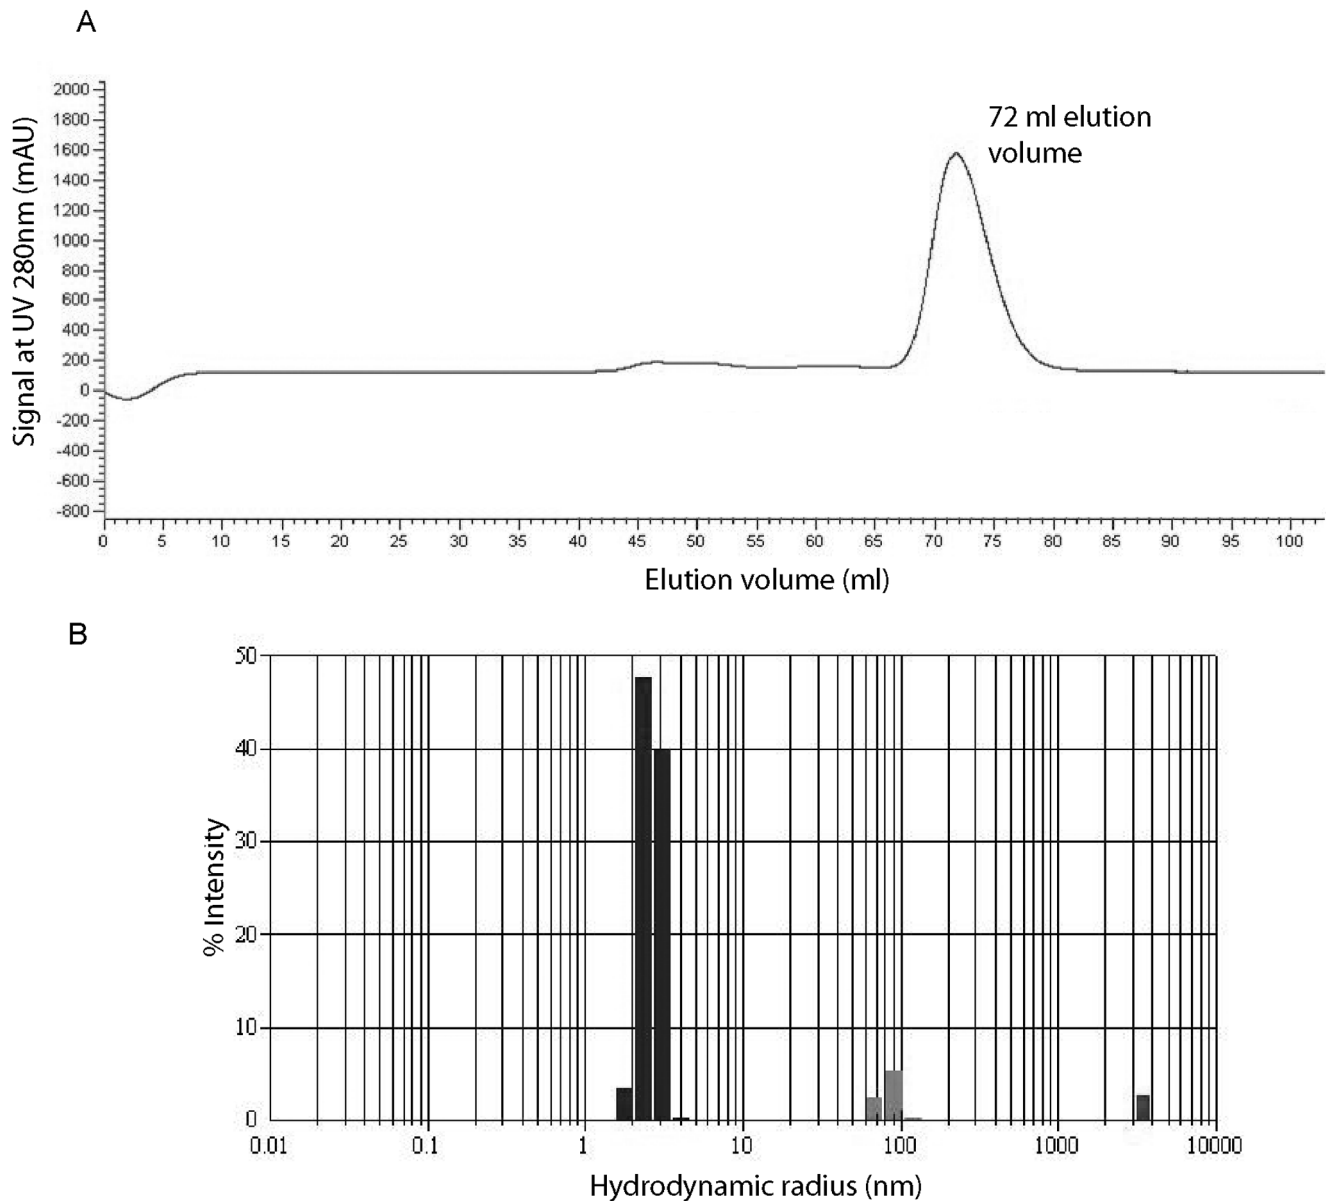 A
Signal at UV 280nm (mAU)
2000
1800
1600
1400
1200
1000
800
600
400
200
0
-200
-400
-600
-800
72 ml elution
volume
0 5 10 15 20 25 30 35 40 45 50 55 60 65 70 75 80 85 90 95 100
Elution volume (ml)
B
% Intensity
50
40
30
20
10
0
0.01 0.1 1 10 100 1000 10000
Hydrodynamic radius (nm)